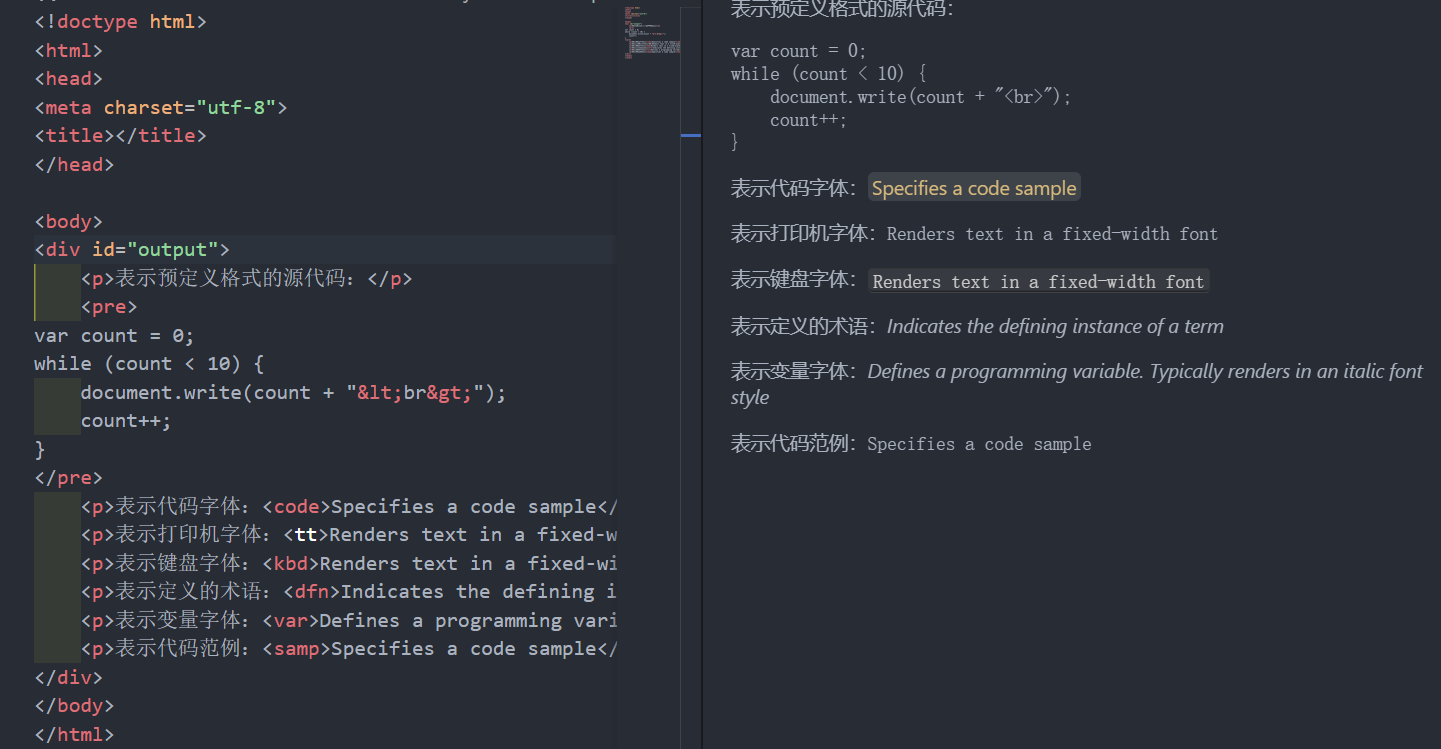 <!doctype html>
<html>
<head>
<meta charset="utf-8">
<title></title>
</head>
<body>
<div id="output">
<p>表示预定义格式的源代码：</p>
<pre>
var count = 0;
while (count < 10) {
document.write(count + "&lt;br&gt;");
count++;
}
</pre>
<p>表示代码字体：<code>Specifies a code sample</
<p>表示打印机字体：<tt>Renders text in a fixed-w
<p>表示键盘字体：<kbd>Renders text in a fixed-wi
<p>表示定义的术语：<dfn>Indicates the defining i
<p>表示变量字体：<var>Defines a programming vari
<p>表示代码范例：<samp>Specifies a code sample</
</div>
</body>
</html>
表示预定义格式的源代码：
var count = 0;
while (count < 10) {
document.write(count + "<br>");
count++;
}
表示代码字体：Specifies a code sample
表示打印机字体：Renders text in a fixed-width font
表示键盘字体：Renders text in a fixed-width font
表示定义的术语：Indicates the defining instance of a term
表示变量字体：Defines a programming variable. Typically renders in an italic font
style
表示代码范例：Specifies a code sample